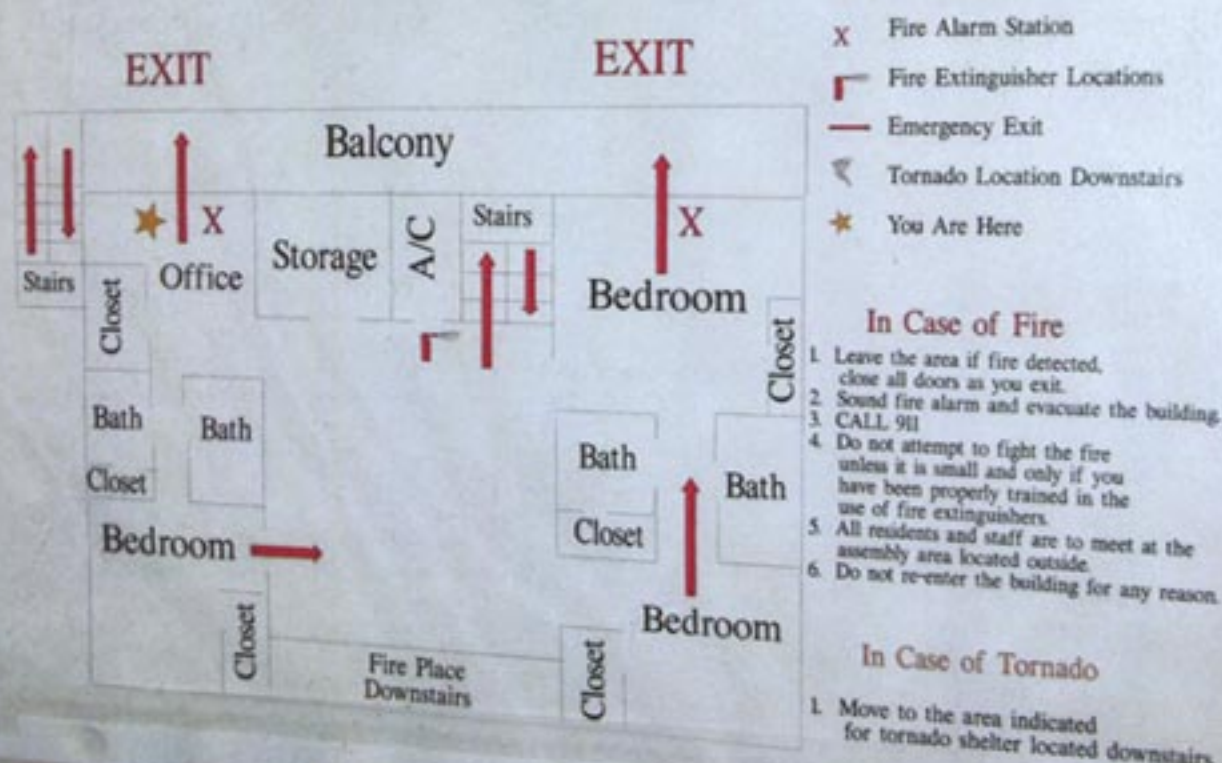 EXIT
EXIT
Balcony
Stairs
X
Office
Storage
A/C
Stairs
X
Bedroom
Closet
Closet
Bath
Bath
Closet
Bedroom
Bath
Closet
Bath
Bedroom
Closet
Fire Place
Downstairs
Closet
X Fire Alarm Station
Fire Extinguisher Locations
Emergency Exit
Tornado Location Downstairs
You Are Here
In Case of Fire
1. Leave the area if fire detected,
close all doors as you exit.
2. Sound fire alarm and evacuate the building.
3. CALL 911
4. Do not attempt to fight the fire
unless it is small and only if you
have been properly trained in the
use of fire extinguishers.
5. All residents and staff are to meet at the
assembly area located outside.
6. Do not re-enter the building for any reason.
In Case of Tornado
1. Move to the area indicated
for tornado shelter located downstairs.